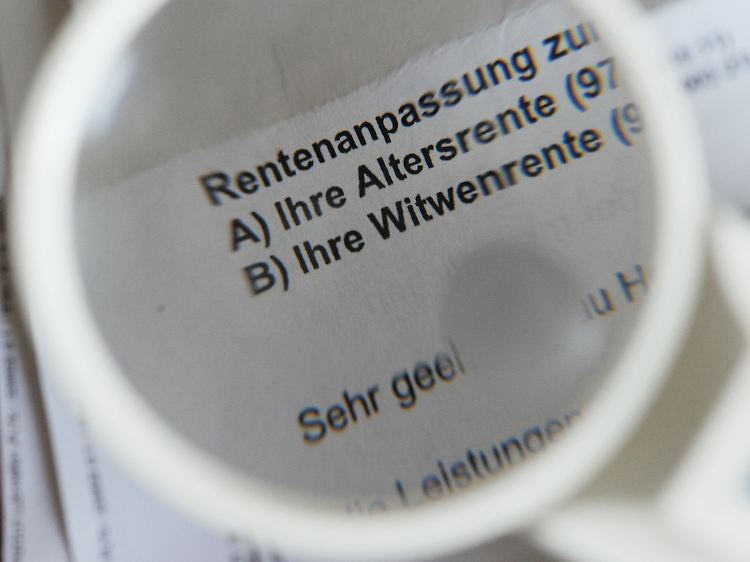 Rentenanpassung zu
A) Ihre Altersrente (97
B) Ihre Witwenrente (9
Sehr gee
Leistungen